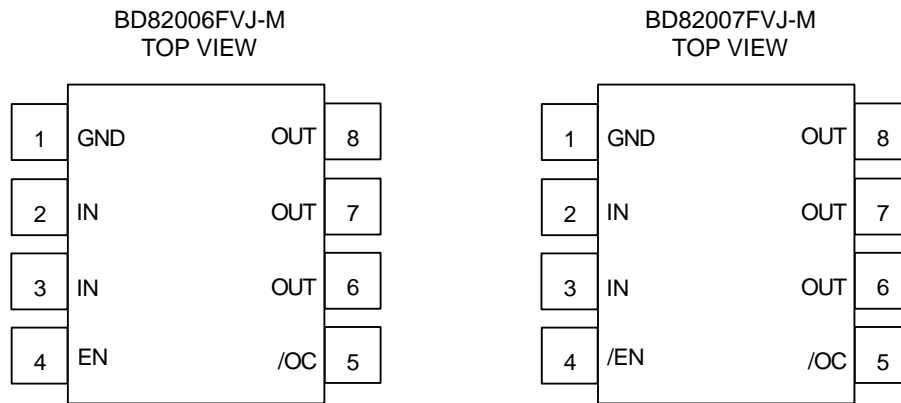 BD82006FVJ-M
TOP VIEW
1 GND OUT 8
2 IN OUT 7
3 IN OUT 6
4 EN /OC 5
BD82007FVJ-M
TOP VIEW
1 GND OUT 8
2 IN OUT 7
3 IN OUT 6
4 /EN /OC 5